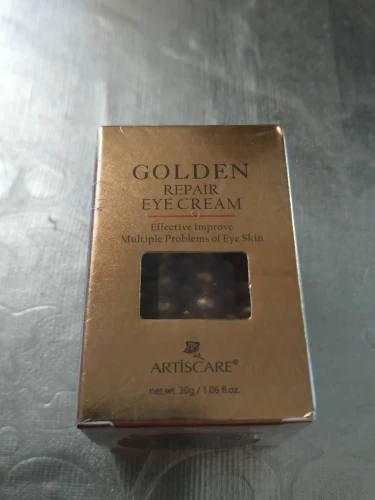 GOLDEN
REPAIR
EYE CREAM
Effective Improve
Multiple Problems of Eye Skin
ARTISCARE®
net.wt. 30g / 1.06 fl.oz.